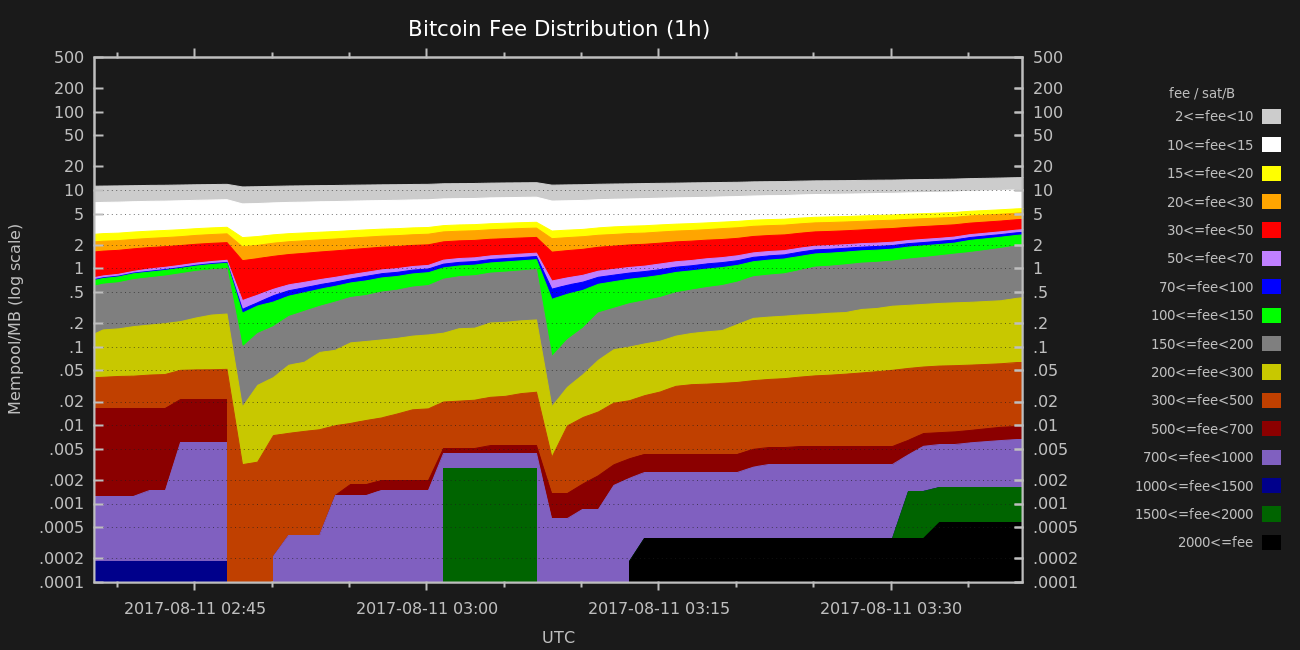 Bitcoin Fee Distribution (1h)
500 500
200 200
100 100
50 50
20 20
10 10
5 5
2 2
1 1
.5 .5
.2 .2
.1 .1
.05 .05
.02 .02
.01 .01
.005 .005
.002 .002
.001 .001
.0005 .0005
.0002 .0002
.0001 .0001
Mempool/MB (log scale)
2017-08-11 02:45 2017-08-11 03:00 2017-08-11 03:15 2017-08-11 03:30
UTC
fee / sat/B
2<=fee<10
10<=fee<15
15<=fee<20
20<=fee<30
30<=fee<50
50<=fee<70
70<=fee<100
100<=fee<150
150<=fee<200
200<=fee<300
300<=fee<500
500<=fee<700
700<=fee<1000
1000<=fee<1500
1500<=fee<2000
2000<=fee